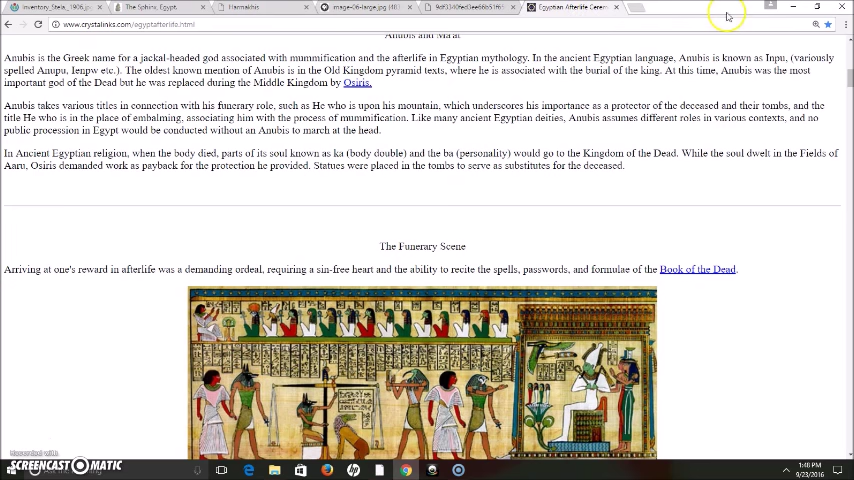 Inventory_Stela_1906.jpg
The Sphinx, Egypt.
Harmakhis
image-06-large.jpg (483
Egyptian Afterlife Cerem
www.crystalinks.com/egyptafterlife.html
Anubis and Ma'at
Anubis is the Greek name for a jackal-headed god associated with mummification and the afterlife in Egyptian mythology. In the ancient Egyptian language, Anubis is known as Inpu, (variously
spelled Anupu, Ienpw etc.). The oldest known mention of Anubis is in the Old Kingdom pyramid texts, where he is associated with the burial of the king. At this time, Anubis was the most
important god of the Dead but he was replaced during the Middle Kingdom by Osiris.
Anubis takes various titles in connection with his funerary role, such as He who is upon his mountain, which underscores his importance as a protector of the deceased and their tombs, and the
title He who is in the place of embalming, associating him with the process of mummification. Like many ancient Egyptian deities, Anubis assumes different roles in various contexts, and no
public procession in Egypt would be conducted without an Anubis to march at the head.
In Ancient Egyptian religion, when the body died, parts of its soul known as ka (body double) and the ba (personality) would go to the Kingdom of the Dead. While the soul dwelt in the Fields of
Aaru, Osiris demanded work as payback for the protection he provided. Statues were placed in the tombs to serve as substitutes for the deceased.
The Funerary Scene
Arriving at one's reward in afterlife was a demanding ordeal, requiring a sin-free heart and the ability to recite the spells, passwords, and formulae of the Book of the Dead.
Recorded with
SCREENCAST MATIC
1:48 PM
9/23/2016